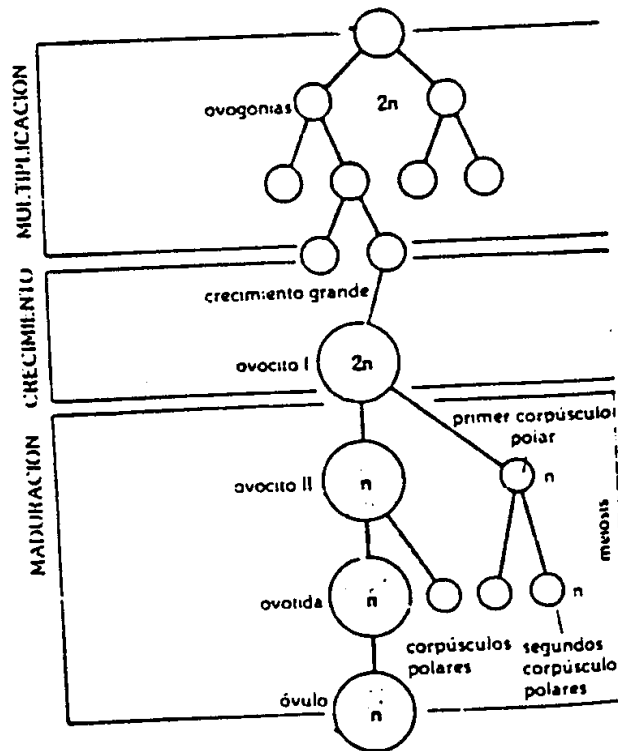 MULTIPLICACION
ovogonias
2n
CRECIMIENTO
crecimiento grande
ovocito I
2n
MADURACION
primer corpúsculo
polar
ovocito II
n
n
meiosis
ovotida
n
n
corpúsculos
polares
segundos
corpúsculo
polares
óvulo
n